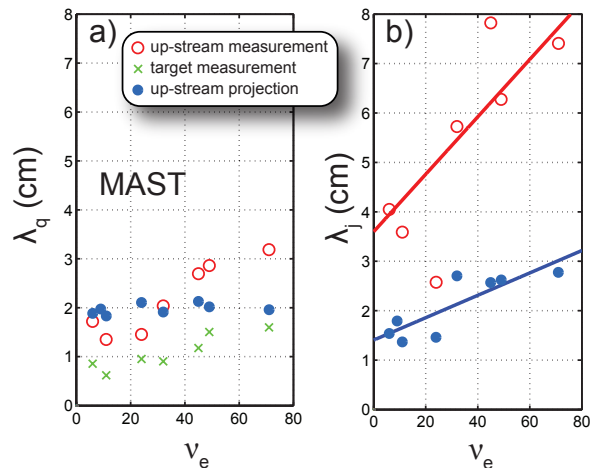 a)
up-stream measurement
target measurement
up-stream projection
MAST
λq (cm)
8
7
6
5
4
3
2
1
0
0 20 40 60 80
νe
b)
λj (cm)
8
7
6
5
4
3
2
1
0
0 20 40 60 80
νe